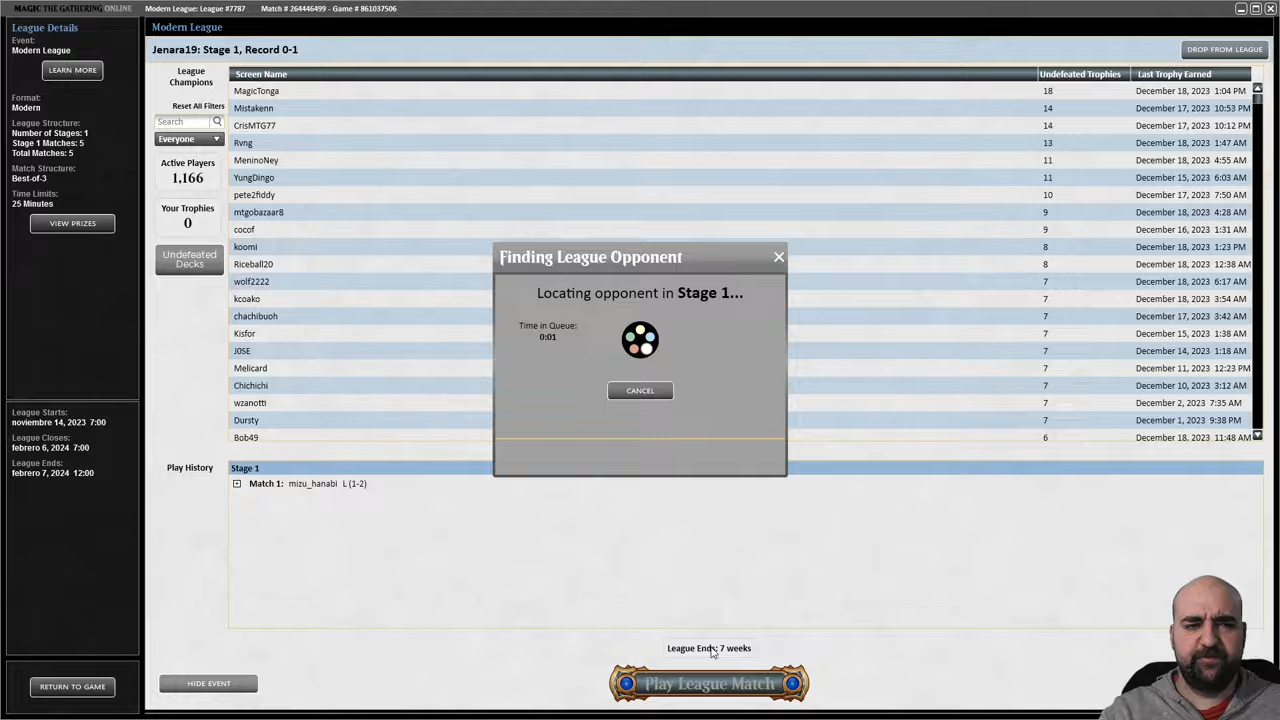 MAGIC THE GATHERING ONLINE Modern League: League #7787 Match # 264446499 - Game # 861037506
League Details
Event:
Modern League
LEARN MORE
Format:
Modern
League Structure:
Number of Stages: 1
Stage 1 Matches: 5
Total Matches: 5
Match Structure:
Best-of-3
Time Limits:
25 Minutes
VIEW PRIZES
League Starts:
noviembre 14, 2023 7:00
League Closes:
febrero 6, 2024 7:00
League Ends:
febrero 7, 2024 12:00
RETURN TO GAME
Modern League
Jenara19: Stage 1, Record 0-1
DROP FROM LEAGUE
League
Champions
Reset All Filters
Search
Everyone
Active Players
1,166
Your Trophies
0
Undefeated
Decks
Screen Name Undefeated Trophies Last Trophy Earned
MagicTonga 18 December 18, 2023 1:04 PM
Mistakenn 14 December 17, 2023 10:53 PM
CrisMTG77 14 December 17, 2023 10:12 PM
Rvng 13 December 18, 2023 1:47 AM
MeninoNey 11 December 18, 2023 4:55 AM
YungDingo 11 December 15, 2023 6:03 AM
pete2fiddy 10 December 17, 2023 7:50 AM
mtgobazaar8 9 December 18, 2023 4:28 AM
cocof 9 December 16, 2023 1:31 AM
koomi 8 December 18, 2023 1:23 PM
Riceball20 8 December 18, 2023 12:38 AM
wolf2222 7 December 18, 2023 6:17 AM
kcoako 7 December 18, 2023 3:54 AM
chachibuoh 7 December 17, 2023 3:42 AM
Kisfor 7 December 15, 2023 1:38 AM
J0SE 7 December 14, 2023 1:18 AM
Melicard 7 December 11, 2023 12:23 PM
Chichichi 7 December 10, 2023 3:12 AM
wzanotti 7 December 2, 2023 7:35 AM
Dursty 7 December 1, 2023 9:38 PM
Bob49 6 December 18, 2023 11:48 AM
Finding League Opponent
Locating opponent in Stage 1...
Time in Queue:
0:01
CANCEL
Play History
Stage 1
Match 1: mizu_hanabi L (1-2)
League Ends: 7 weeks
HIDE EVENT
Play League Match